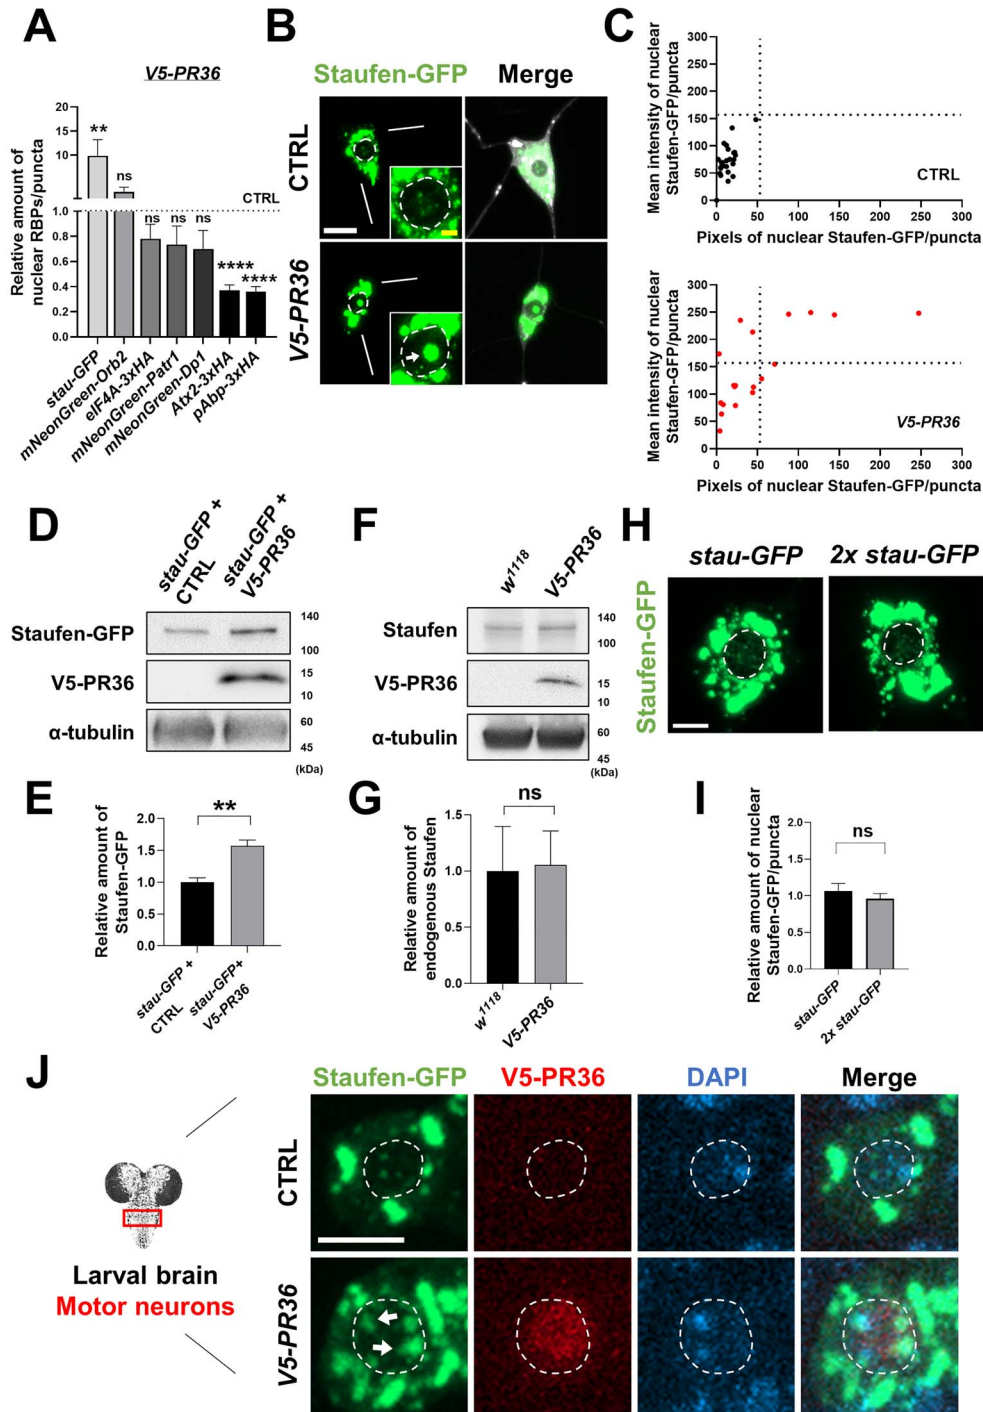 A
V5-PR36
Relative amount of
nuclear RBPs/puncta
20
15
10
5
1.0
0.8
0.6
0.4
0.2
0.0
**
ns
ns
ns
ns
****
****
CTRL
stau-GFP
mNeonGreen-Orb2
eIF4A-3xHA
mNeonGreen-Patr1
mNeonGreen-Dp1
Atx2-3xHA
pAbp-3xHA
B
Staufen-GFP
Merge
CTRL
V5-PR36
C
Mean intensity of nuclear
Staufen-GFP/puncta
300
250
200
150
100
50
0
CTRL
0 50 100 150 200 250 300
Pixels of nuclear Staufen-GFP/puncta
Mean intensity of nuclear
Staufen-GFP/puncta
300
250
200
150
100
50
0
V5-PR36
0 50 100 150 200 250 300
Pixels of nuclear Staufen-GFP/puncta
D
stau-GFP +
CTRL
stau-GFP +
V5-PR36
Staufen-GFP
140
100
V5-PR36
15
10
α-tubulin
60
45
(kDa)
E
Relative amount of
Staufen-GFP
2.0
1.5
1.0
0.5
0.0
**
stau-GFP +
CTRL
stau-GFP+
V5-PR36
F
w1118
V5-PR36
Staufen
140
100
V5-PR36
15
10
α-tubulin
60
45
(kDa)
G
Relative amount of
endogenous Staufen
1.5
1.0
0.5
0.0
ns
w1118
V5-PR36
H
stau-GFP
2x stau-GFP
Staufen-GFP
I
Relative amount of nuclear
Staufen-GFP/puncta
2.0
1.5
1.0
0.5
0.0
ns
stau-GFP
2x stau-GFP
J
Staufen-GFP
V5-PR36
DAPI
Merge
CTRL
V5-PR36
Larval brain
Motor neurons